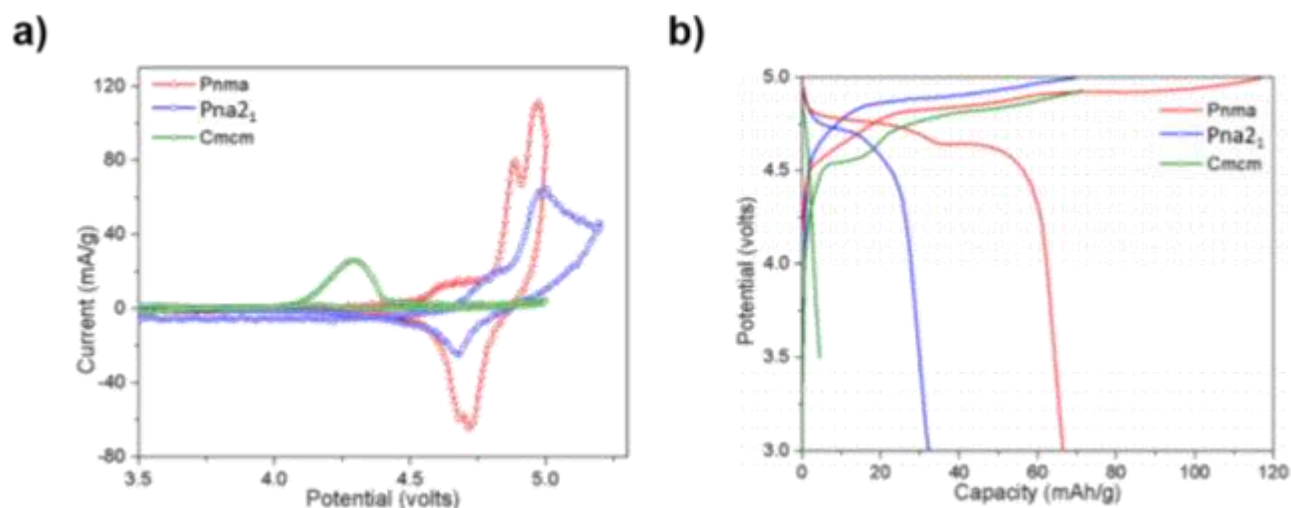 a)
Pnma
Pna2₁
Cmcm
120
80
40
0
-40
-80
3.5 4.0 4.5 5.0
Current (mA/g)
Potential (volts)
b)
5.0
4.5
4.0
3.5
3.0
Pnma
Pna2₁
Cmcm
0 20 40 60 80 100 120
Potential (volts)
Capacity (mAh/g)